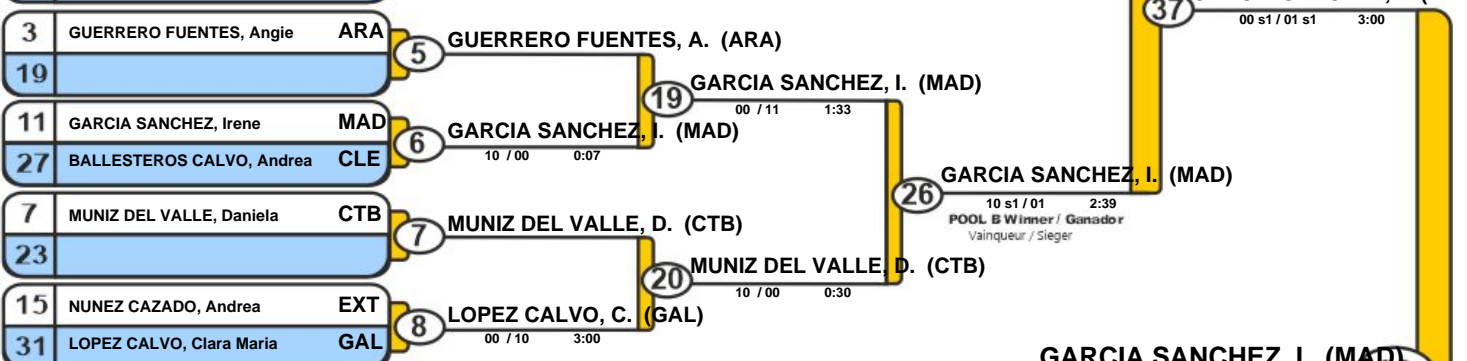 37
00 s1 / 01 s1 3:00
3 GUERRERO FUENTES, Angie ARA
19
5 GUERRERO FUENTES, A. (ARA)
19 GARCIA SANCHEZ, I. (MAD)
00 / 11 1:33
11 GARCIA SANCHEZ, Irene MAD
27 BALLESTEROS CALVO, Andrea CLE
6 GARCIA SANCHEZ, I. (MAD)
10 / 00 0:07
26 GARCIA SANCHEZ, I. (MAD)
10 s1 / 01 2:39
POOL B Winner / Ganador
Vainqueur / Sieger
7 MUNIZ DEL VALLE, Daniela CTB
23
7 MUNIZ DEL VALLE, D. (CTB)
20 MUNIZ DEL VALLE, D. (CTB)
10 / 00 0:30
15 NUNEZ CAZADO, Andrea EXT
31 LOPEZ CALVO, Clara Maria GAL
8 LOPEZ CALVO, C. (GAL)
00 / 10 3:00
GARCIA SANCHEZ, I. (MAD)